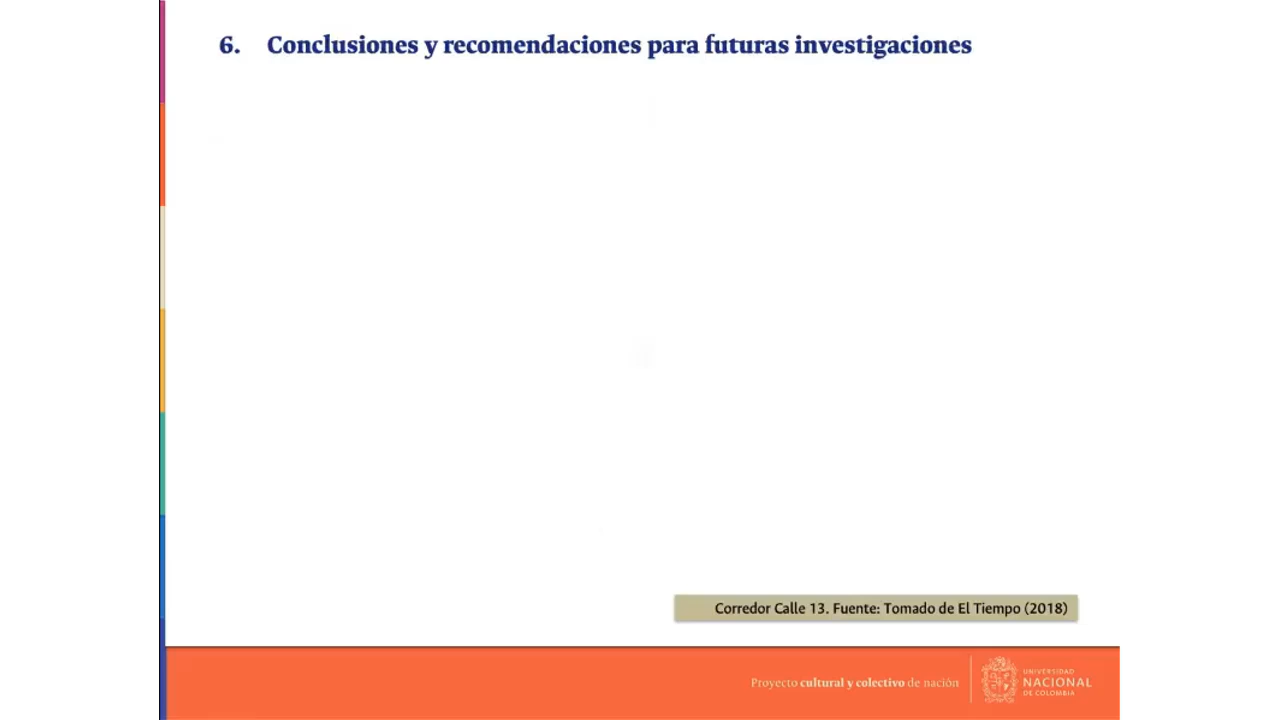 6. Conclusiones y recomendaciones para futuras investigaciones
Corredor Calle 13. Fuente: Tomado de El Tiempo (2018)
Proyecto cultural y colectivo de nación
UNIVERSIDAD
NACIONAL
DE COLOMBIA